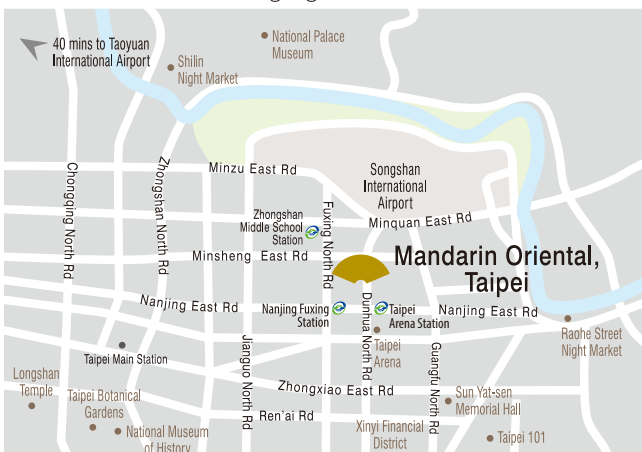 National Palace
Museum
40 mins to Taoyuan
International Airport
Shilin
Night Market
Minzu East Rd
Songshan
International
Airport
Chongqing North Rd
Zhongshan North Rd
Fuxing North Rd
Zhongshan
Middle School
Station
Minquan East Rd
Minsheng East Rd
Mandarin Oriental,
Taipei
Nanjing East Rd
Nanjing Fuxing
Station
Dunhua North Rd
Taipei
Arena Station
Nanjing East Rd
Raohe Street
Night Market
Taipei Main Station
Jianguo North Rd
Taipei
Arena
Guangfu North Rd
Longshan
Temple
Taipei Botanical
Gardens
Zhongxiao East Rd
Sun Yat-sen
Memorial Hall
Ren'ai Rd
National Museum
of History
Xinyi Financial
District
Taipei 101